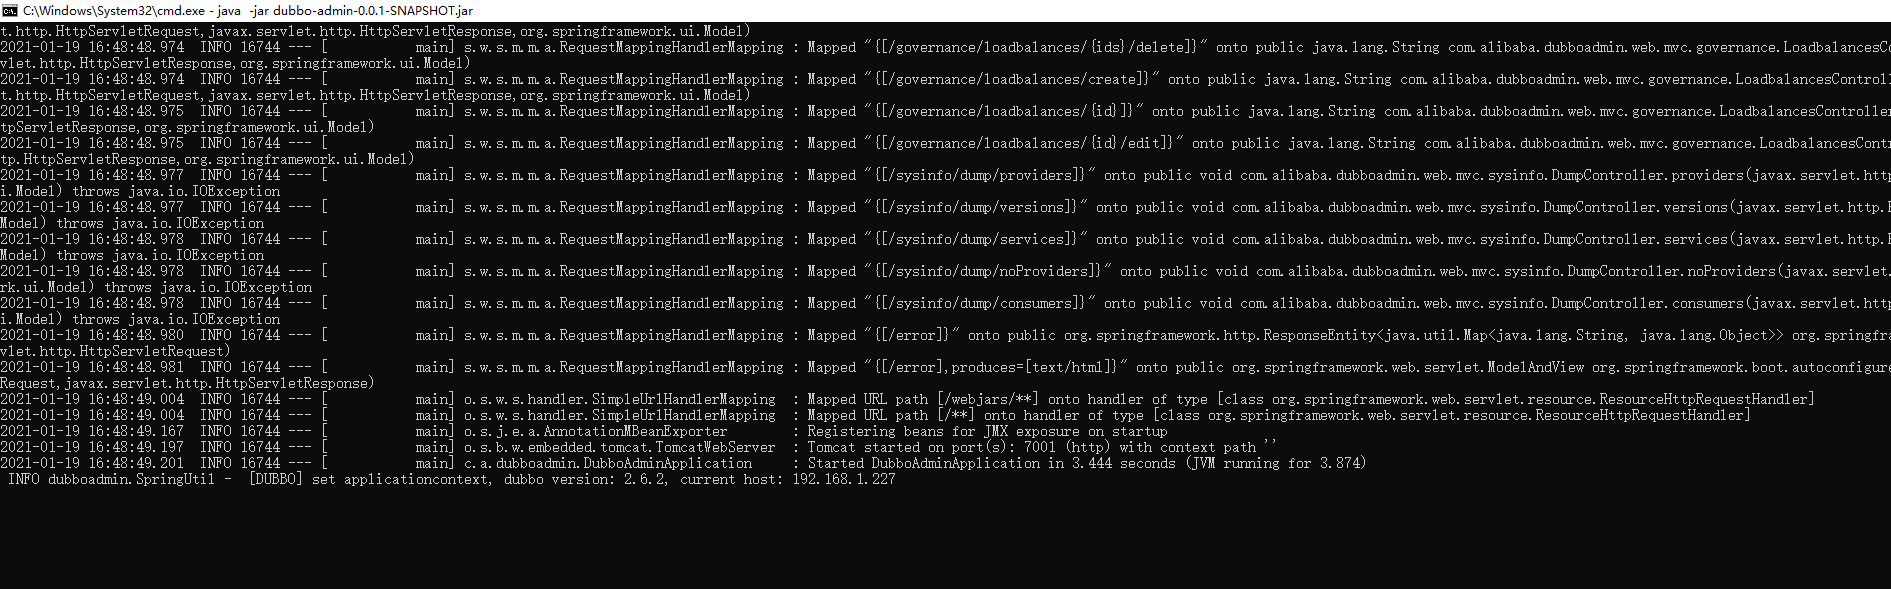 C:\Windows\System32\cmd.exe - java  -jar dubbo-admin-0.0.1-SNAPSHOT.jar
t.http.HttpServletRequest,javax.servlet.http.HttpServletResponse,org.springframework.ui.Model)
2021-01-19 16:48:48.974  INFO 16744 --- [           main] s.w.s.m.m.a.RequestMappingHandlerMapping : Mapped "{[/governance/loadbalances/{ids}/delete]}" onto public java.lang.String com.alibaba.dubboadmin.web.mvc.governance.LoadbalancesC
vlet.http.HttpServletResponse,org.springframework.ui.Model)
2021-01-19 16:48:48.974  INFO 16744 --- [           main] s.w.s.m.m.a.RequestMappingHandlerMapping : Mapped "{[/governance/loadbalances/create]}" onto public java.lang.String com.alibaba.dubboadmin.web.mvc.governance.LoadbalancesControl
t.http.HttpServletRequest,javax.servlet.http.HttpServletResponse,org.springframework.ui.Model)
2021-01-19 16:48:48.975  INFO 16744 --- [           main] s.w.s.m.m.a.RequestMappingHandlerMapping : Mapped "{[/governance/loadbalances/{id}]}" onto public java.lang.String com.alibaba.dubboadmin.web.mvc.governance.LoadbalancesController
tpServletResponse,org.springframework.ui.Model)
2021-01-19 16:48:48.975  INFO 16744 --- [           main] s.w.s.m.m.a.RequestMappingHandlerMapping : Mapped "{[/governance/loadbalances/{id}/edit]}" onto public java.lang.String com.alibaba.dubboadmin.web.mvc.governance.LoadbalancesCont
tp.HttpServletResponse,org.springframework.ui.Model)
2021-01-19 16:48:48.977  INFO 16744 --- [           main] s.w.s.m.m.a.RequestMappingHandlerMapping : Mapped "{[/sysinfo/dump/providers]}" onto public void com.alibaba.dubboadmin.web.mvc.sysinfo.DumpController.providers(javax.servlet.htt
i.Model) throws java.io.IOException
2021-01-19 16:48:48.977  INFO 16744 --- [           main] s.w.s.m.m.a.RequestMappingHandlerMapping : Mapped "{[/sysinfo/dump/versions]}" onto public void com.alibaba.dubboadmin.web.mvc.sysinfo.DumpController.versions(javax.servlet.http.H
Model) throws java.io.IOException
2021-01-19 16:48:48.978  INFO 16744 --- [           main] s.w.s.m.m.a.RequestMappingHandlerMapping : Mapped "{[/sysinfo/dump/services]}" onto public void com.alibaba.dubboadmin.web.mvc.sysinfo.DumpController.services(javax.servlet.http.H
Model) throws java.io.IOException
2021-01-19 16:48:48.978  INFO 16744 --- [           main] s.w.s.m.m.a.RequestMappingHandlerMapping : Mapped "{[/sysinfo/dump/noProviders]}" onto public void com.alibaba.dubboadmin.web.mvc.sysinfo.DumpController.noProviders(javax.servlet.
rk.ui.Model) throws java.io.IOException
2021-01-19 16:48:48.978  INFO 16744 --- [           main] s.w.s.m.m.a.RequestMappingHandlerMapping : Mapped "{[/sysinfo/dump/consumers]}" onto public void com.alibaba.dubboadmin.web.mvc.sysinfo.DumpController.consumers(javax.servlet.htt
i.Model) throws java.io.IOException
2021-01-19 16:48:48.980  INFO 16744 --- [           main] s.w.s.m.m.a.RequestMappingHandlerMapping : Mapped "{[/error]}" onto public org.springframework.http.ResponseEntity<java.util.Map<java.lang.String, java.lang.Object>> org.springfra
vlet.http.HttpServletRequest)
2021-01-19 16:48:48.981  INFO 16744 --- [           main] s.w.s.m.m.a.RequestMappingHandlerMapping : Mapped "{[/error],produces=[text/html]}" onto public org.springframework.web.servlet.ModelAndView org.springframework.boot.autoconfigure
Request,javax.servlet.http.HttpServletResponse)
2021-01-19 16:48:49.004  INFO 16744 --- [           main] o.s.w.s.handler.SimpleUrlHandlerMapping  : Mapped URL path [/webjars/**] onto handler of type [class org.springframework.web.servlet.resource.ResourceHttpRequestHandler]
2021-01-19 16:48:49.004  INFO 16744 --- [           main] o.s.w.s.handler.SimpleUrlHandlerMapping  : Mapped URL path [/**] onto handler of type [class org.springframework.web.servlet.resource.ResourceHttpRequestHandler]
2021-01-19 16:48:49.167  INFO 16744 --- [           main] o.s.j.e.a.AnnotationMBeanExporter        : Registering beans for JMX exposure on startup
2021-01-19 16:48:49.197  INFO 16744 --- [           main] o.s.b.w.embedded.tomcat.TomcatWebServer  : Tomcat started on port(s): 7001 (http) with context path ''
2021-01-19 16:48:49.201  INFO 16744 --- [           main] c.a.dubboadmin.DubboAdminApplication     : Started DubboAdminApplication in 3.444 seconds (JVM running for 3.874)
 INFO dubboadmin.SpringUtil -  [DUBBO] set applicationcontext, dubbo version: 2.6.2, current host: 192.168.1.227